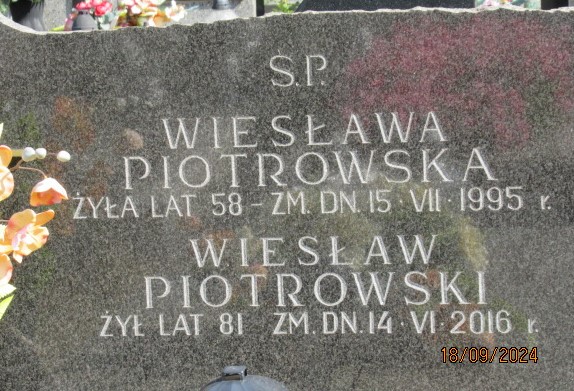 Ś.P.
WIESŁAWA
PIOTROWSKA
ŻYŁA LAT 58 - ZM. DN. 15 · VII · 1995 r.
WIESŁAW
PIOTROWSKI
ŻYŁ LAT 81 ZM. DN. 14 · VI · 2016 r.
18/09/2024